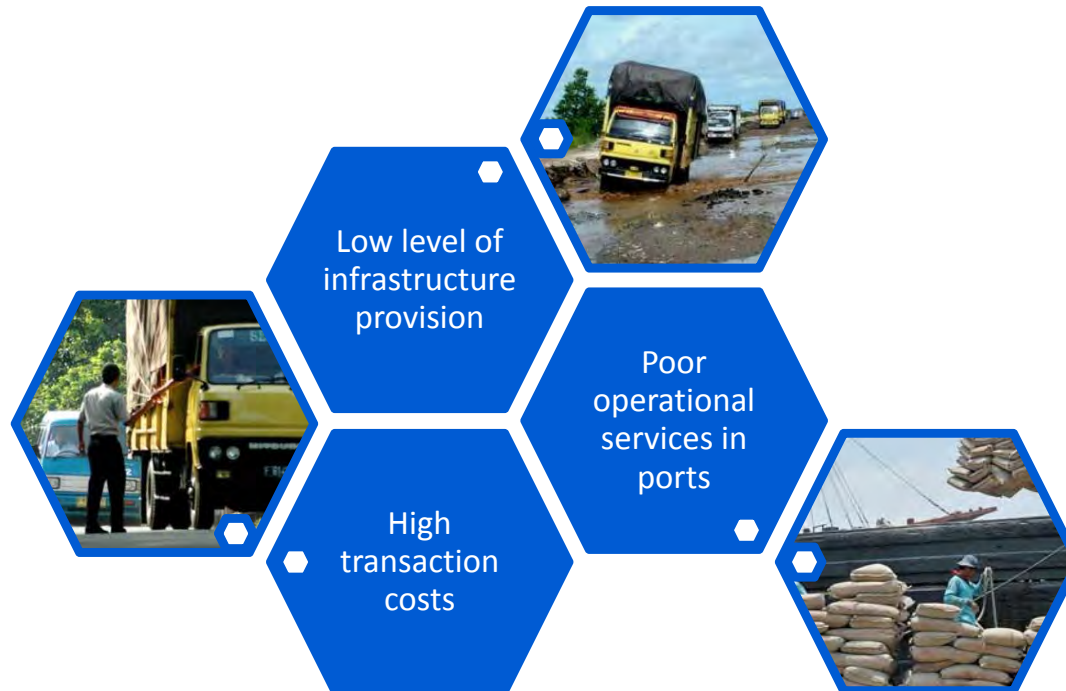 Low level of
infrastructure
provision
Poor
operational
services in
ports
High
transaction
costs